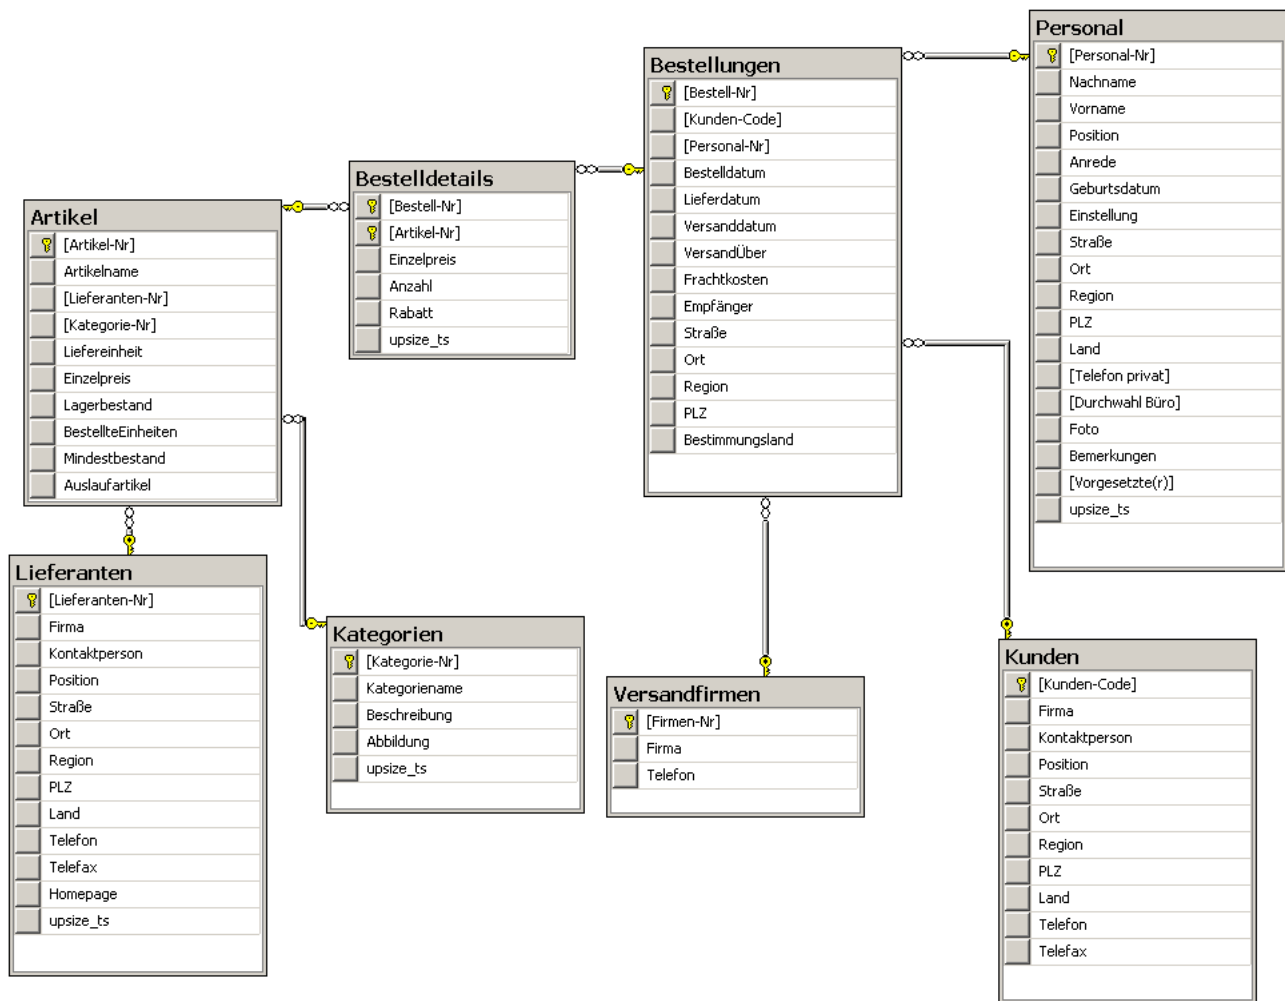 Artikel
[Artikel-Nr]
Artikelname
[Lieferanten-Nr]
[Kategorie-Nr]
Liefereinheit
Einzelpreis
Lagerbestand
BestellteEinheiten
Mindestbestand
Auslaufartikel
Bestelldetails
[Bestell-Nr]
[Artikel-Nr]
Einzelpreis
Anzahl
Rabatt
upsize_ts
Bestellungen
[Bestell-Nr]
[Kunden-Code]
[Personal-Nr]
Bestelldatum
Lieferdatum
Versanddatum
VersandÜber
Frachtkosten
Empfänger
Straße
Ort
Region
PLZ
Bestimmungsland
Personal
[Personal-Nr]
Nachname
Vorname
Position
Anrede
Geburtsdatum
Einstellung
Straße
Ort
Region
PLZ
Land
[Telefon privat]
[Durchwahl Büro]
Foto
Bemerkungen
[Vorgesetzte(r)]
upsize_ts
Lieferanten
[Lieferanten-Nr]
Firma
Kontaktperson
Position
Straße
Ort
Region
PLZ
Land
Telefon
Telefax
Homepage
upsize_ts
Kategorien
[Kategorie-Nr]
Kategoriename
Beschreibung
Abbildung
upsize_ts
Versandfirmen
[Firmen-Nr]
Firma
Telefon
Kunden
[Kunden-Code]
Firma
Kontaktperson
Position
Straße
Ort
Region
PLZ
Land
Telefon
Telefax